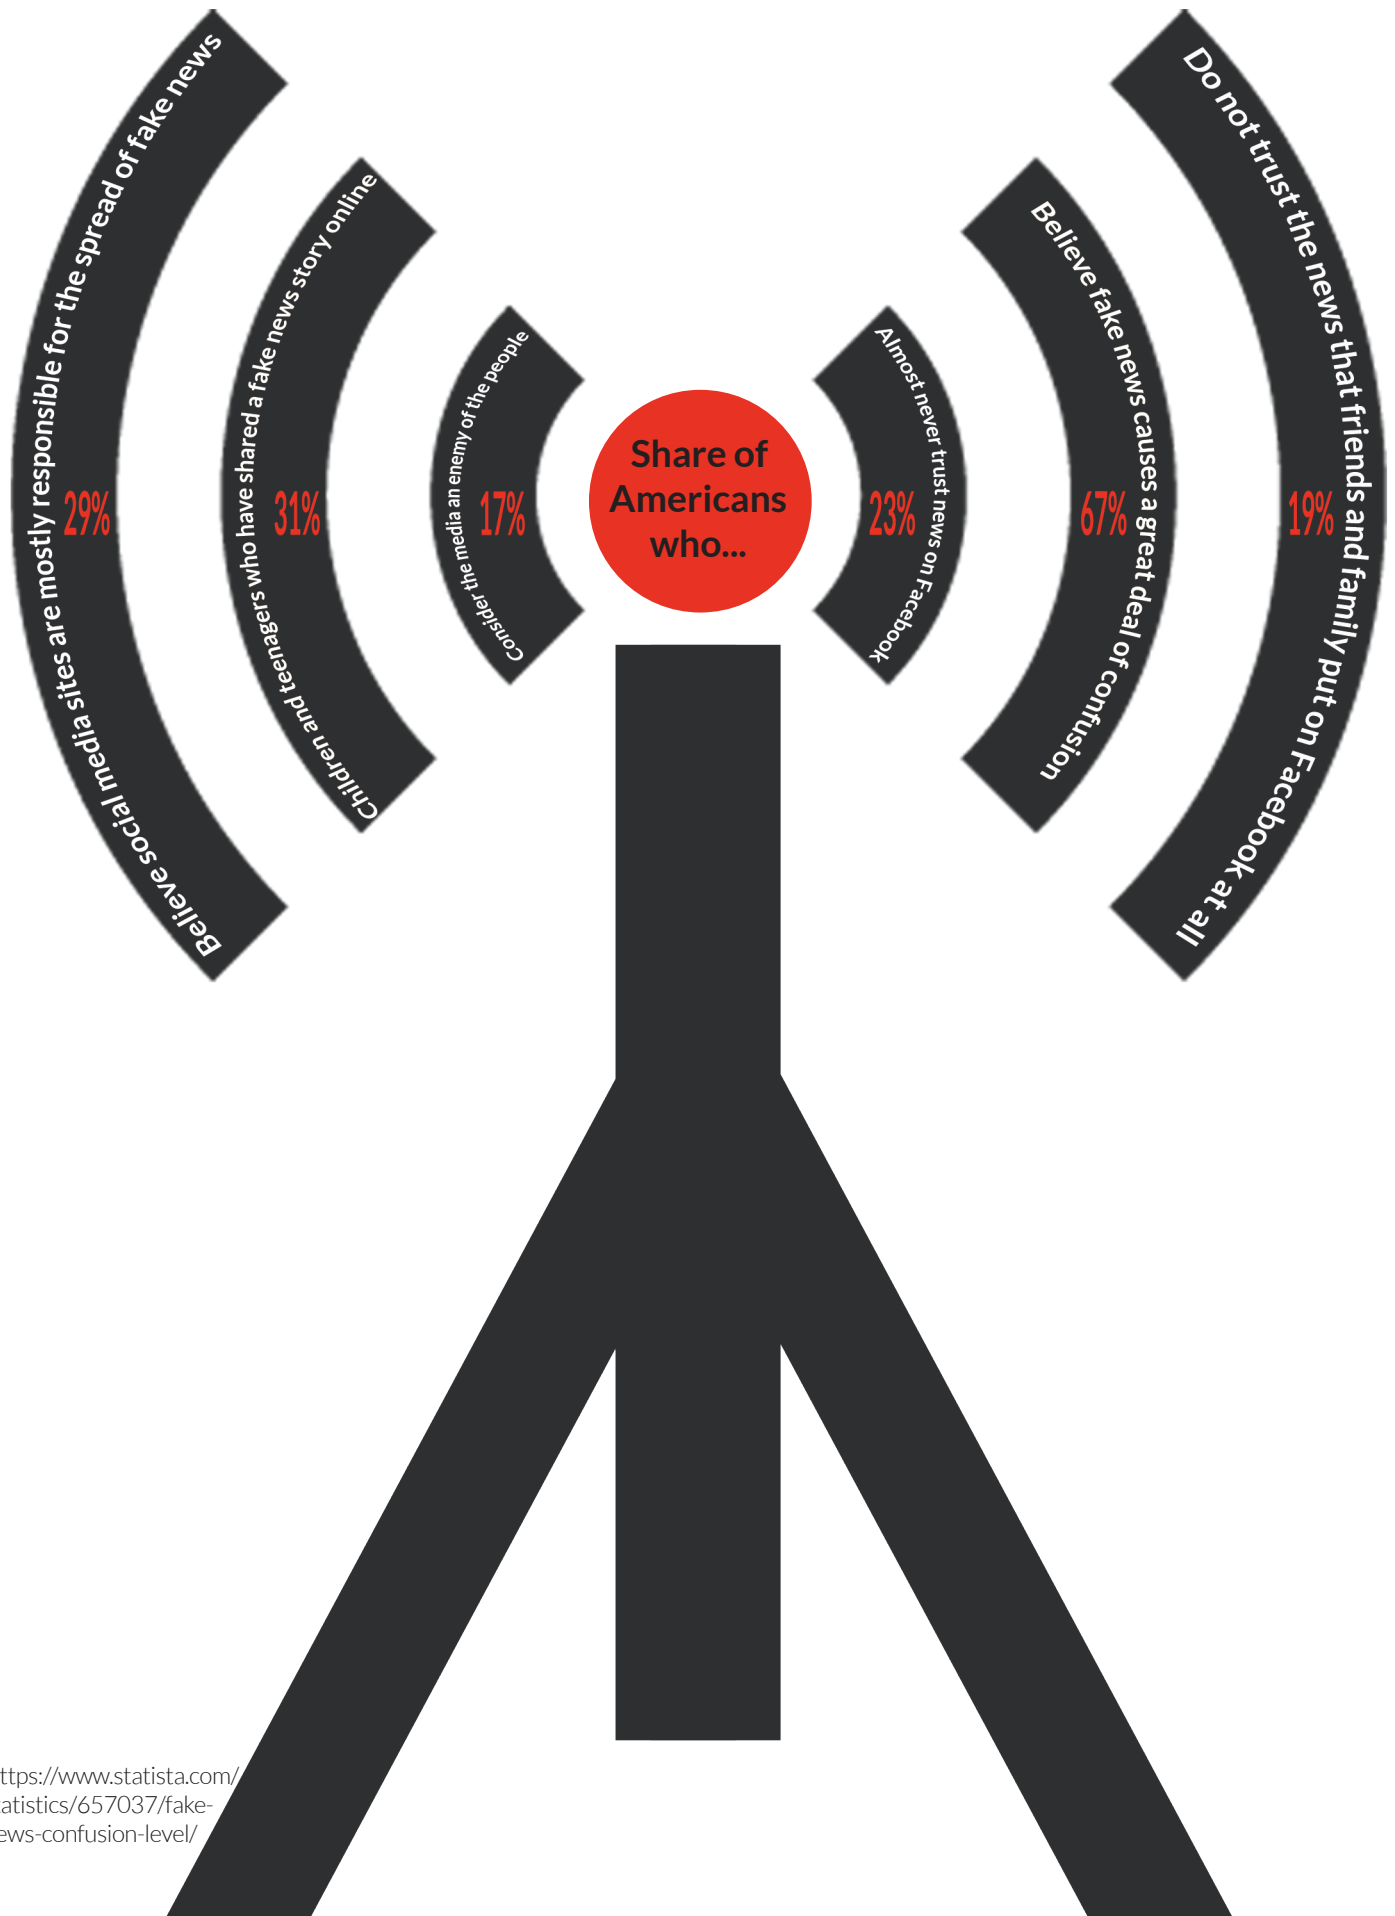 Believe social media sites are mostly responsible for the spread of fake news
29%
Children and teenagers who have shared a fake news story online
31%
Consider the media an enemy of the people
17%
Share of
Americans
who...
Almost never trust news on Facebook
23%
Believe fake news causes a great deal of confusion
67%
Do not trust the news that friends and family put on Facebook at all
19%
ttps://www.statista.com/
atistics/657037/fake-
ews-confusion-level/